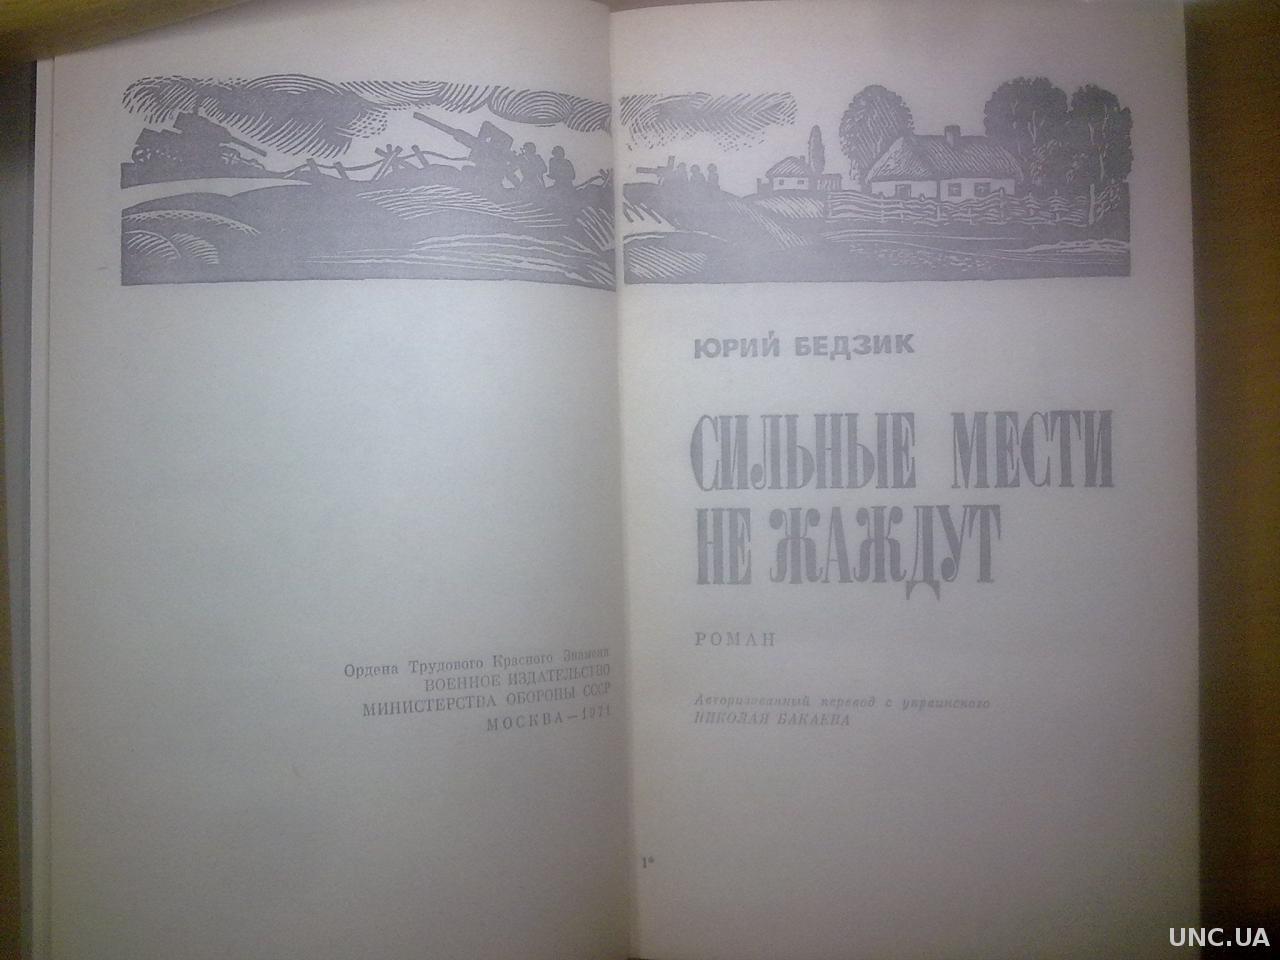 Ордена Трудового Красного Знамени
ВОЕННОЕ ИЗДАТЕЛЬСТВО
МИНИСТЕРСТВА ОБОРОНЫ СССР
МОСКВА—1971
ЮРИЙ БЕДЗИК
СИЛЬНЫЕ МЕСТИ
НЕ ЖАЖДУТ
РОМАН
Авторизованный перевод с украинского
НИКОЛАЯ БАКАЕВА
1*
UNC.UA